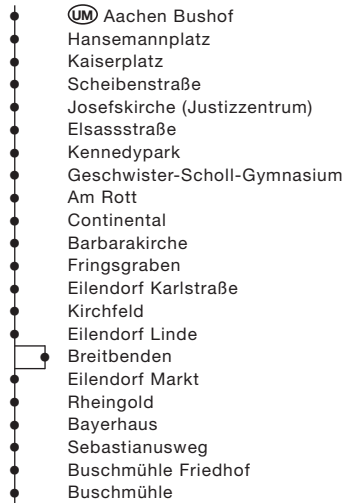 UM Aachen Bushof
Hansemannplatz
Kaiserplatz
Scheibenstraße
Josefskirche (Justizzentrum)
Elsassstraße
Kennedypark
Geschwister-Scholl-Gymnasium
Am Rott
Continental
Barbarakirche
Fringsgraben
Eilendorf Karlstraße
Kirchfeld
Eilendorf Linde
Breitbenden
Eilendorf Markt
Rheingold
Bayerhaus
Sebastianusweg
Buschmühle Friedhof
Buschmühle